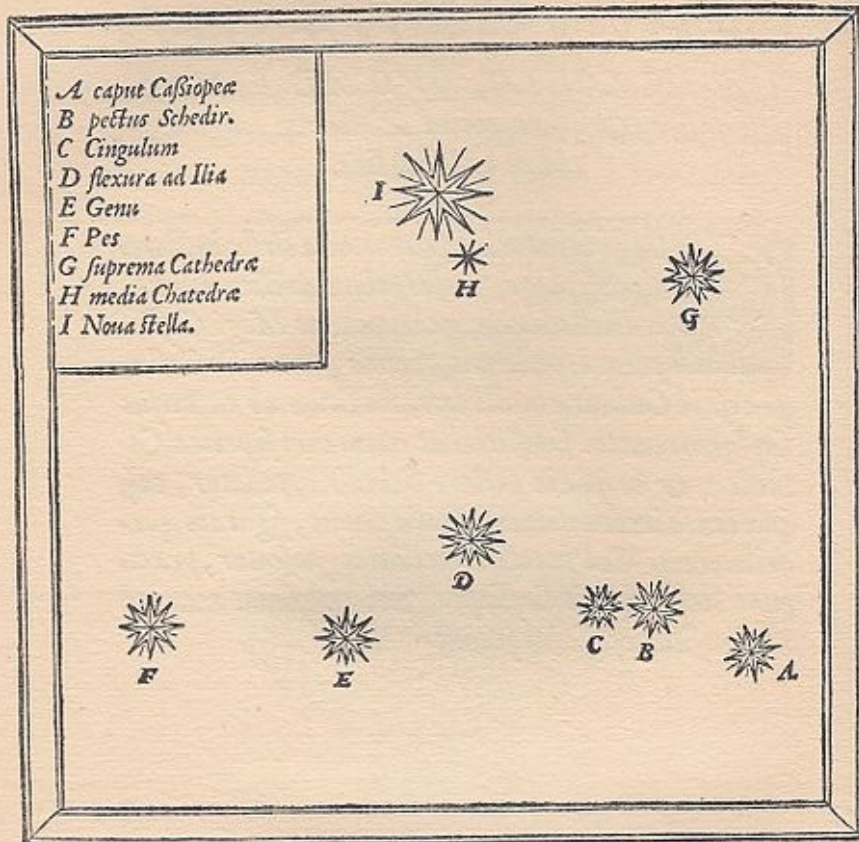 A caput Caßiopeæ
B pectus Schedir.
C Cingulum
D flexura ad Ilia
E Genu
F Pes
G suprema Cathedræ
H media Chatedræ
I Noua stella.
I
H
G
D
C
B
A
E
F